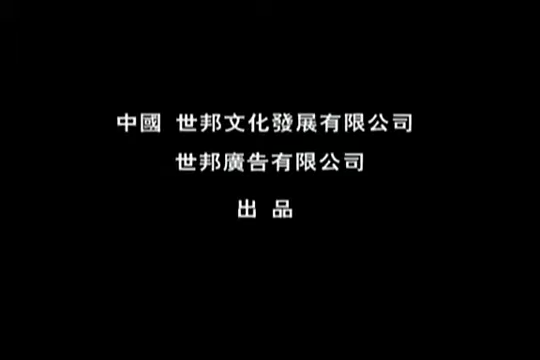 中國 世邦文化發展有限公司
世邦廣告有限公司
出 品